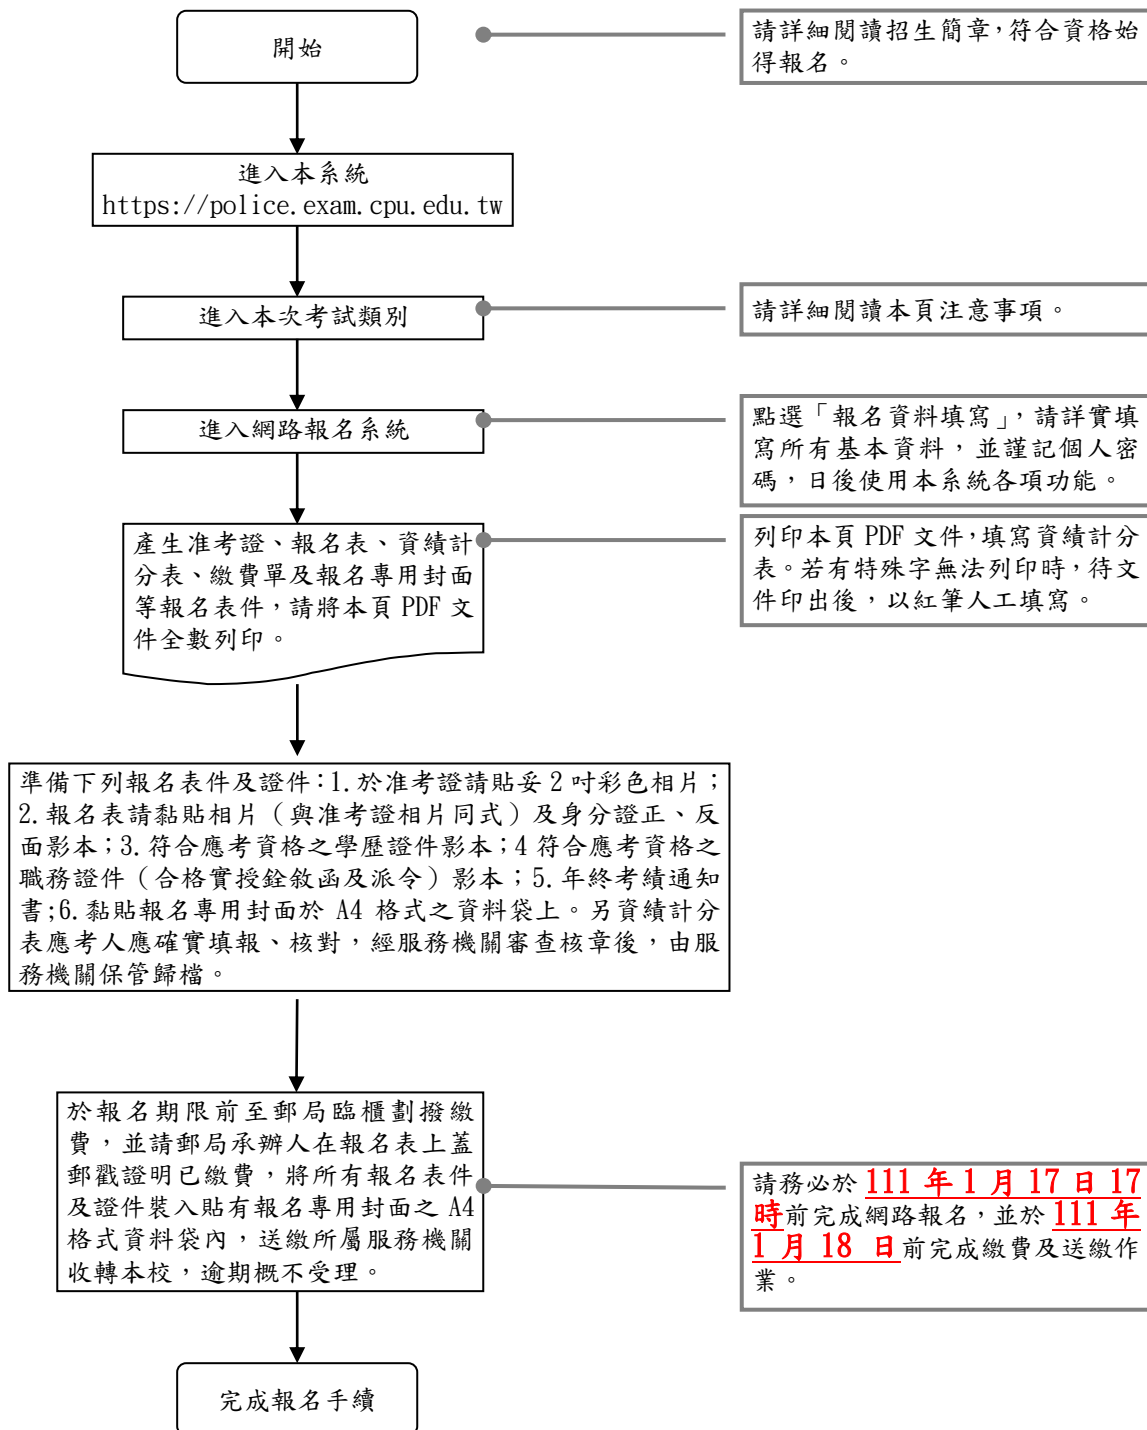 開始
請詳細閱讀招生簡章,符合資格始
得報名。
進入本系統
https://police.exam.cpu.edu.tw
進入本次考試類別
請詳細閱讀本頁注意事項。
進入網路報名系統
點選「報名資料填寫」,請詳實填
寫所有基本資料,並謹記個人密
碼,日後使用本系統各項功能。
產生准考證、報名表、資績計
分表、繳費單及報名專用封面
等報名表件,請將本頁 PDF 文
件全數列印。
列印本頁 PDF 文件,填寫資績計分
表。若有特殊字無法列印時,待文
件印出後,以紅筆人工填寫。
準備下列報名表件及證件:1.於准考證請貼妥 2 吋彩色相片;
2.報名表請黏貼相片(與准考證相片同式)及身分證正、反
面影本;3.符合應考資格之學歷證件影本;4 符合應考資格之
職務證件(合格實授銓敘函及派令)影本;5.年終考績通知
書;6.黏貼報名專用封面於 A4 格式之資料袋上。另資績計分
表應考人應確實填報、核對,經服務機關審查核章後,由服
務機關保管歸檔。
於報名期限前至郵局臨櫃劃撥繳
費,並請郵局承辦人在報名表上蓋
郵戳證明已繳費,將所有報名表件
及證件裝入貼有報名專用封面之 A4
格式資料袋內,送繳所屬服務機關
收轉本校,逾期概不受理。
請務必於 111 年 1 月 17 日 17
時前完成網路報名,並於 111 年
1 月 18 日前完成繳費及送繳作
業。
完成報名手續